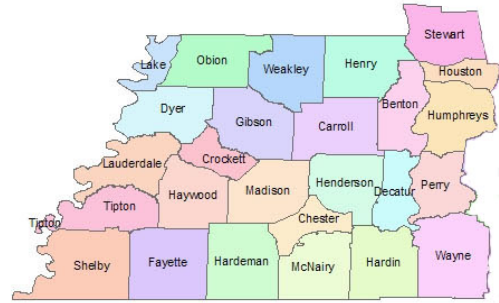 Stewart
Lake
Obion
Weakley
Henry
Houston
Dyer
Gibson
Carroll
Benton
Humphreys
Lauderdale
Crockett
Haywood
Madison
Henderson
Decatur
Perry
Tipton
Tipton
Chester
Shelby
Fayette
Hardeman
McNairy
Hardin
Wayne